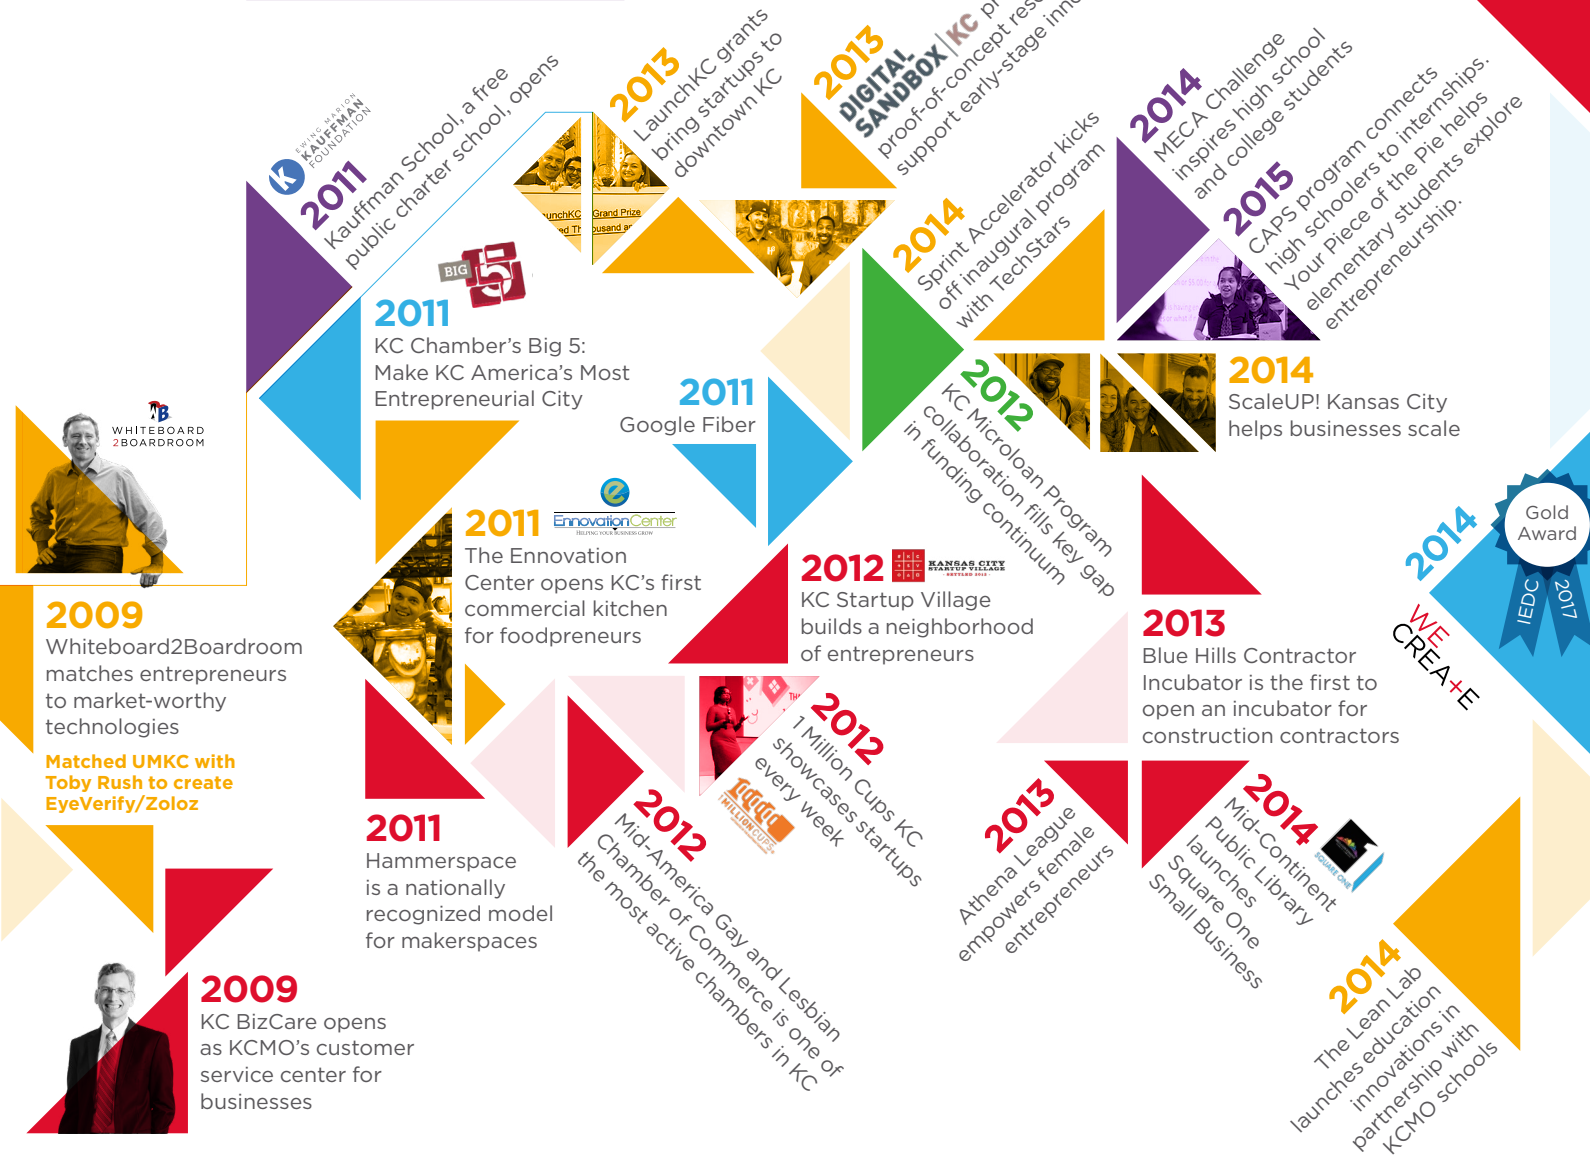 EWING MARION
KAUFFMAN
FOUNDATION
2011
Kauffman School, a free
public charter school, opens
2013
LaunchKC grants
bring startups to
downtown KC
2013
DIGITAL
SANDBOX KC
proof-of-concept
support early-stage
2014
Sprint Accelerator kicks
off inaugural program
with TechStars
2014
MECA Challenge
inspires high school
and college students
2015
CAPS program connects
high schoolers to internships.
Your Piece of the Pie helps
elementary students explore
entrepreneurship.
BIG 5
2011
KC Chamber’s Big 5:
Make KC America’s Most
Entrepreneurial City
2011
Google Fiber
2012
KC Microloan Program
collaboration fills key gap
in funding continuum
2014
ScaleUP! Kansas City
helps businesses scale
WHITEBOARD
2BOARDROOM
2009
Whiteboard2Boardroom
matches entrepreneurs
to market-worthy
technologies
Matched UMKC with
Toby Rush to create
EyeVerify/Zoloz
2011
EnnovationCenter
HELPING YOUR BUSINESS GROW
The Ennovation
Center opens KC’s first
commercial kitchen
for foodpreneurs
2012
KANSAS CITY
STARTUP VILLAGE
KC Startup Village
builds a neighborhood
of entrepreneurs
2013
Blue Hills Contractor
Incubator is the first to
open an incubator for
construction contractors
2014
WE
CREA+E
Gold
Award
IEDC
2017
2009
KC BizCare opens
as KCMO’s customer
service center for
businesses
2011
Hammerspace
is a nationally
recognized model
for makerspaces
2012
Mid-America Gay and Lesbian
Chamber of Commerce is one of
the most active chambers in KC
2012
1 Million Cups KC
showcases startups
every week
1MILLIONCUPS
2013
Athena League
empowers female
entrepreneurs
2014
Mid-Continent
Public Library
launches
Square One
Small Business
SQUARE ONE
2014
The Lean Lab
launches education
innovations in
partnership with
KCMO schools